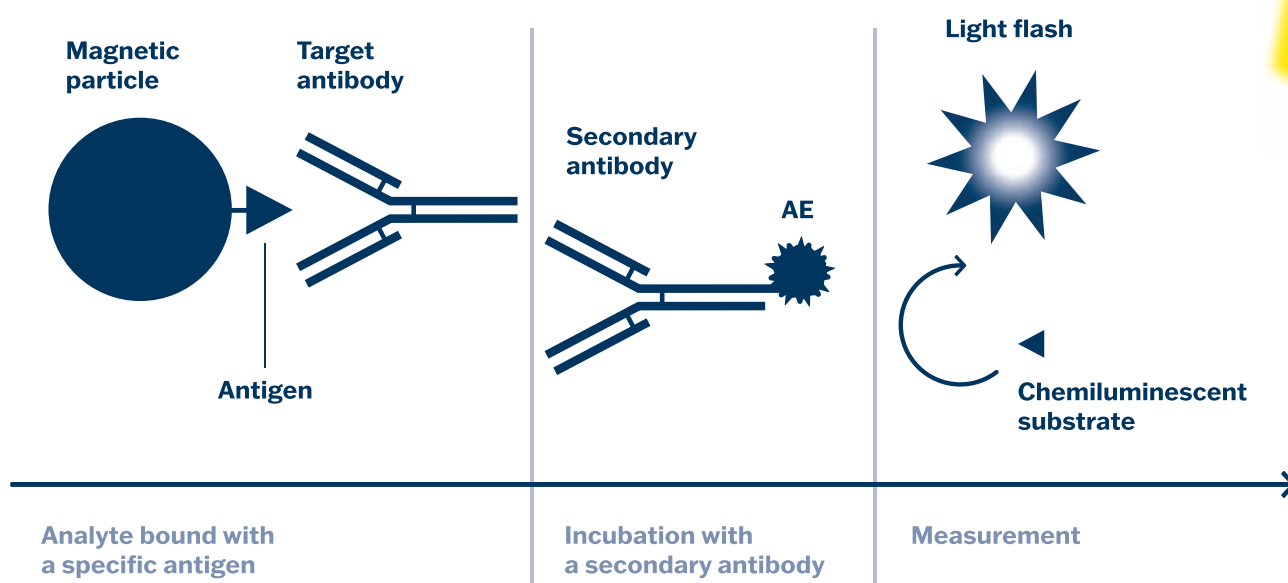 Magnetic
particle
Target
antibody
Antigen
Secondary
antibody
AE
Light flash
Chemiluminescent
substrate
Analyte bound with
a specific antigen
Incubation with
a secondary antibody
Measurement